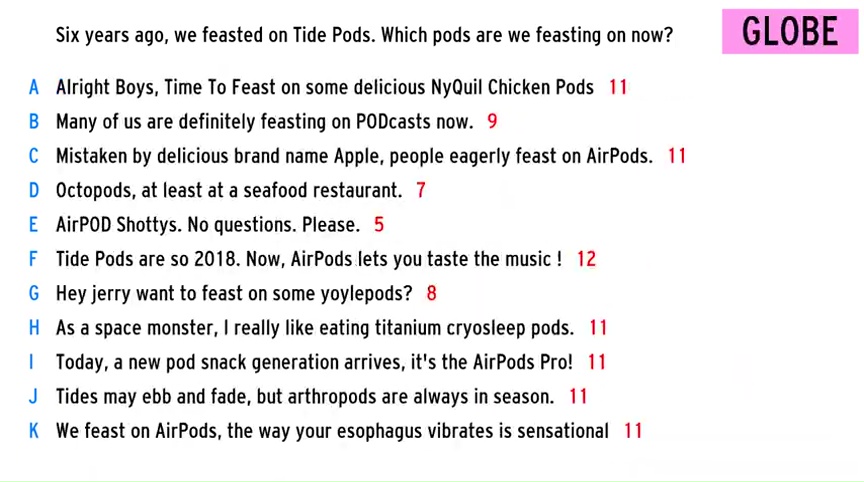 Six years ago, we feasted on Tide Pods. Which pods are we feasting on now?
GLOBE
A Alright Boys, Time To Feast on some delicious NyQuil Chicken Pods 11
B Many of us are definitely feasting on PODcasts now. 9
C Mistaken by delicious brand name Apple, people eagerly feast on AirPods. 11
D Octopods, at least at a seafood restaurant. 7
E AirPOD Shottys. No questions. Please. 5
F Tide Pods are so 2018. Now, AirPods lets you taste the music ! 12
G Hey jerry want to feast on some yoylepods? 8
H As a space monster, I really like eating titanium cryosleep pods. 11
I Today, a new pod snack generation arrives, it's the AirPods Pro! 11
J Tides may ebb and fade, but arthropods are always in season. 11
K We feast on AirPods, the way your esophagus vibrates is sensational 11